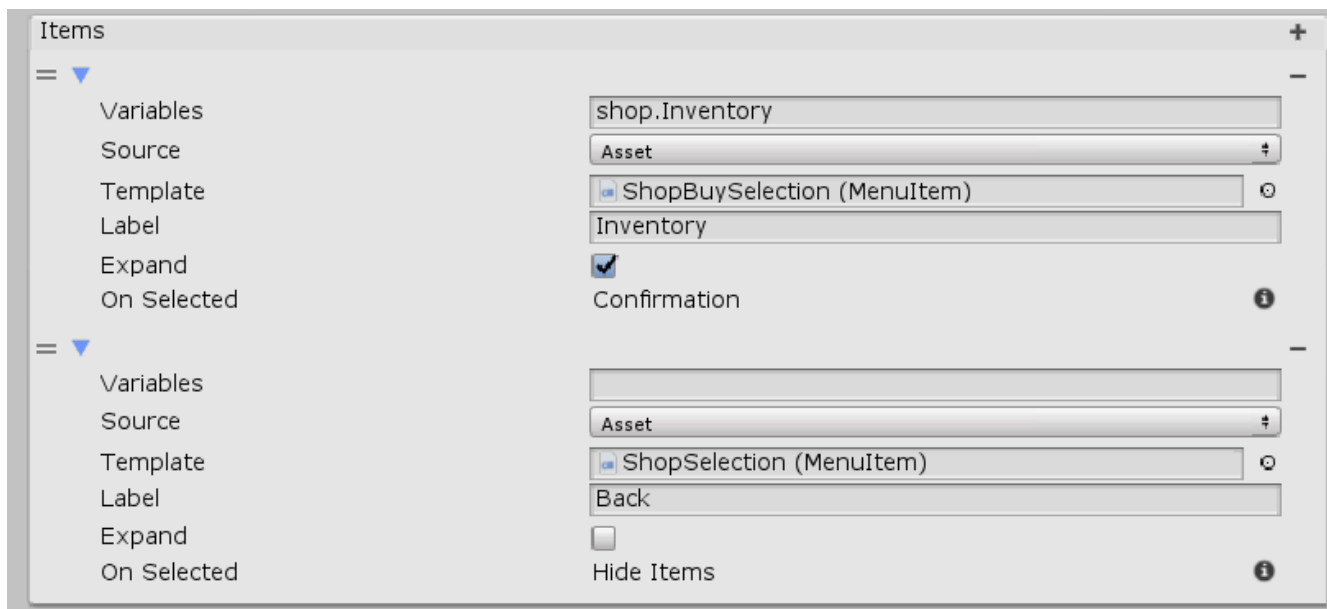 Items
Variables shop.Inventory
Source Asset
Template ShopBuySelection (MenuItem)
Label Inventory
Expand
On Selected Confirmation
Variables
Source Asset
Template ShopSelection (MenuItem)
Label Back
Expand
On Selected Hide Items